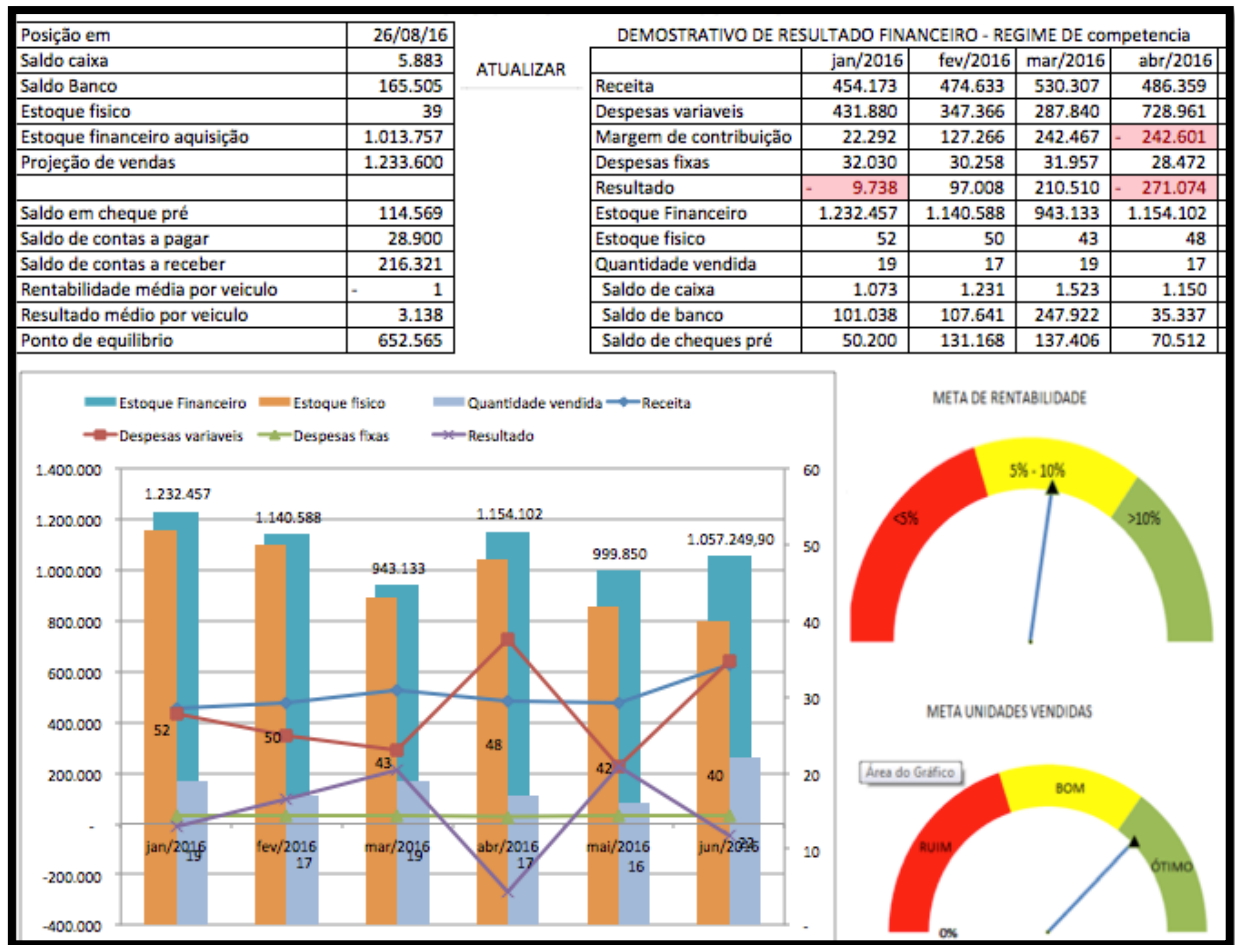 Posição em 26/08/16
Saldo caixa 5.883
Saldo Banco 165.505
Estoque fisico 39
Estoque financeiro aquisição 1.013.757
Projeção de vendas 1.233.600
Saldo em cheque pré 114.569
Saldo de contas a pagar 28.900
Saldo de contas a receber 216.321
Rentabilidade média por veiculo - 1
Resultado médio por veiculo 3.138
Ponto de equilibrio 652.565
ATUALIZAR
DEMOSTRATIVO DE RESULTADO FINANCEIRO - REGIME DE competencia
jan/2016 fev/2016 mar/2016 abr/2016
Receita 454.173 474.633 530.307 486.359
Despesas variaveis 431.880 347.366 287.840 728.961
Margem de contribuição 22.292 127.266 242.467 - 242.601
Despesas fixas 32.030 30.258 31.957 28.472
Resultado - 9.738 97.008 210.510 - 271.074
Estoque Financeiro 1.232.457 1.140.588 943.133 1.154.102
Estoque fisico 52 50 43 48
Quantidade vendida 19 17 19 17
Saldo de caixa 1.073 1.231 1.523 1.150
Saldo de banco 101.038 107.641 247.922 35.337
Saldo de cheques pré 50.200 131.168 137.406 70.512
Estoque Financeiro Estoque fisico Quantidade vendida Receita
Despesas variaveis Despesas fixas Resultado
1.400.000
1.200.000
1.000.000
800.000
600.000
400.000
200.000
-
-200.000
-400.000
1.232.457
1.140.588
943.133
1.154.102
999.850
1.057.249,90
52
50
43
48
42
40
jan/2016 fev/2016 mar/2016 abr/2016 mai/2016 jun/2016
19
17
19
17
16
22
60
50
40
30
20
10
-
META DE RENTABILIDADE
<5%
5% - 10%
>10%
META UNIDADES VENDIDAS
Área do Gráfico
RUIM
BOM
ÓTIMO
0%